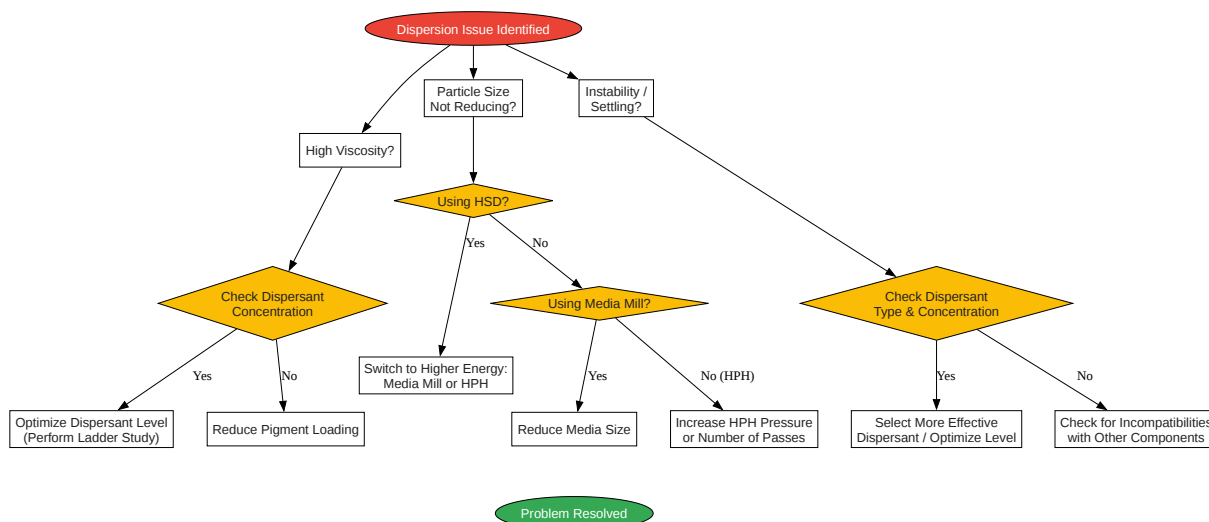 Dispersion Issue Identified
Particle Size
Not Reducing?
Instability /
Settling?
High Viscosity?
Using HSD?
Yes
No
Check Dispersant
Concentration
Using Media Mill?
Check Dispersant
Type & Concentration
Switch to Higher Energy:
Media Mill or HPH
Yes
No
Yes
No (HPH)
Yes
No
Optimize Dispersant Level
(Perform Ladder Study)
Reduce Pigment Loading
Reduce Media Size
Increase HPH Pressure
or Number of Passes
Select More Effective
Dispersant / Optimize Level
Check for Incompatibilities
with Other Components
Problem Resolved